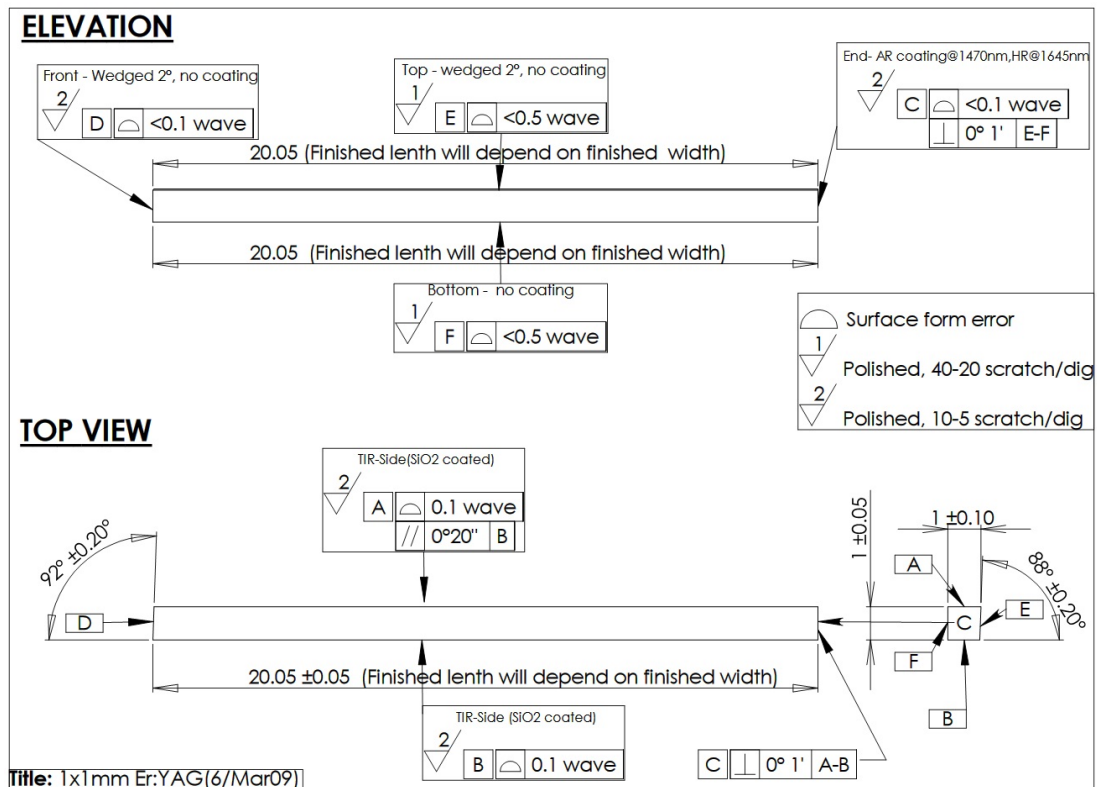 ELEVATION
Front - Wedged 2°, no coating
2
D <0.1 wave
Top - wedged 2°, no coating
1
E <0.5 wave
End- AR coating@1470nm,HR@1645nm
2
C <0.1 wave
⊥ 0° 1' E-F
20.05 (Finished lenth will depend on finished width)
20.05 (Finished lenth will depend on finished width)
Bottom - no coating
1
F <0.5 wave
Surface form error
1
Polished, 40-20 scratch/dig
2
Polished, 10-5 scratch/dig
TOP VIEW
TIR-Side(SiO2 coated)
2
A 0.1 wave
// 0°20" B
92° ±0.20°
D
1 ±0.05
1 ±0.10
88° ±0.20°
A
E
C
F
B
20.05 ±0.05 (Finished lenth will depend on finished width)
TIR-Side (SiO2 coated)
2
B 0.1 wave
C ⊥ 0° 1' A-B
Title: 1x1mm Er:YAG(6/Mar09)